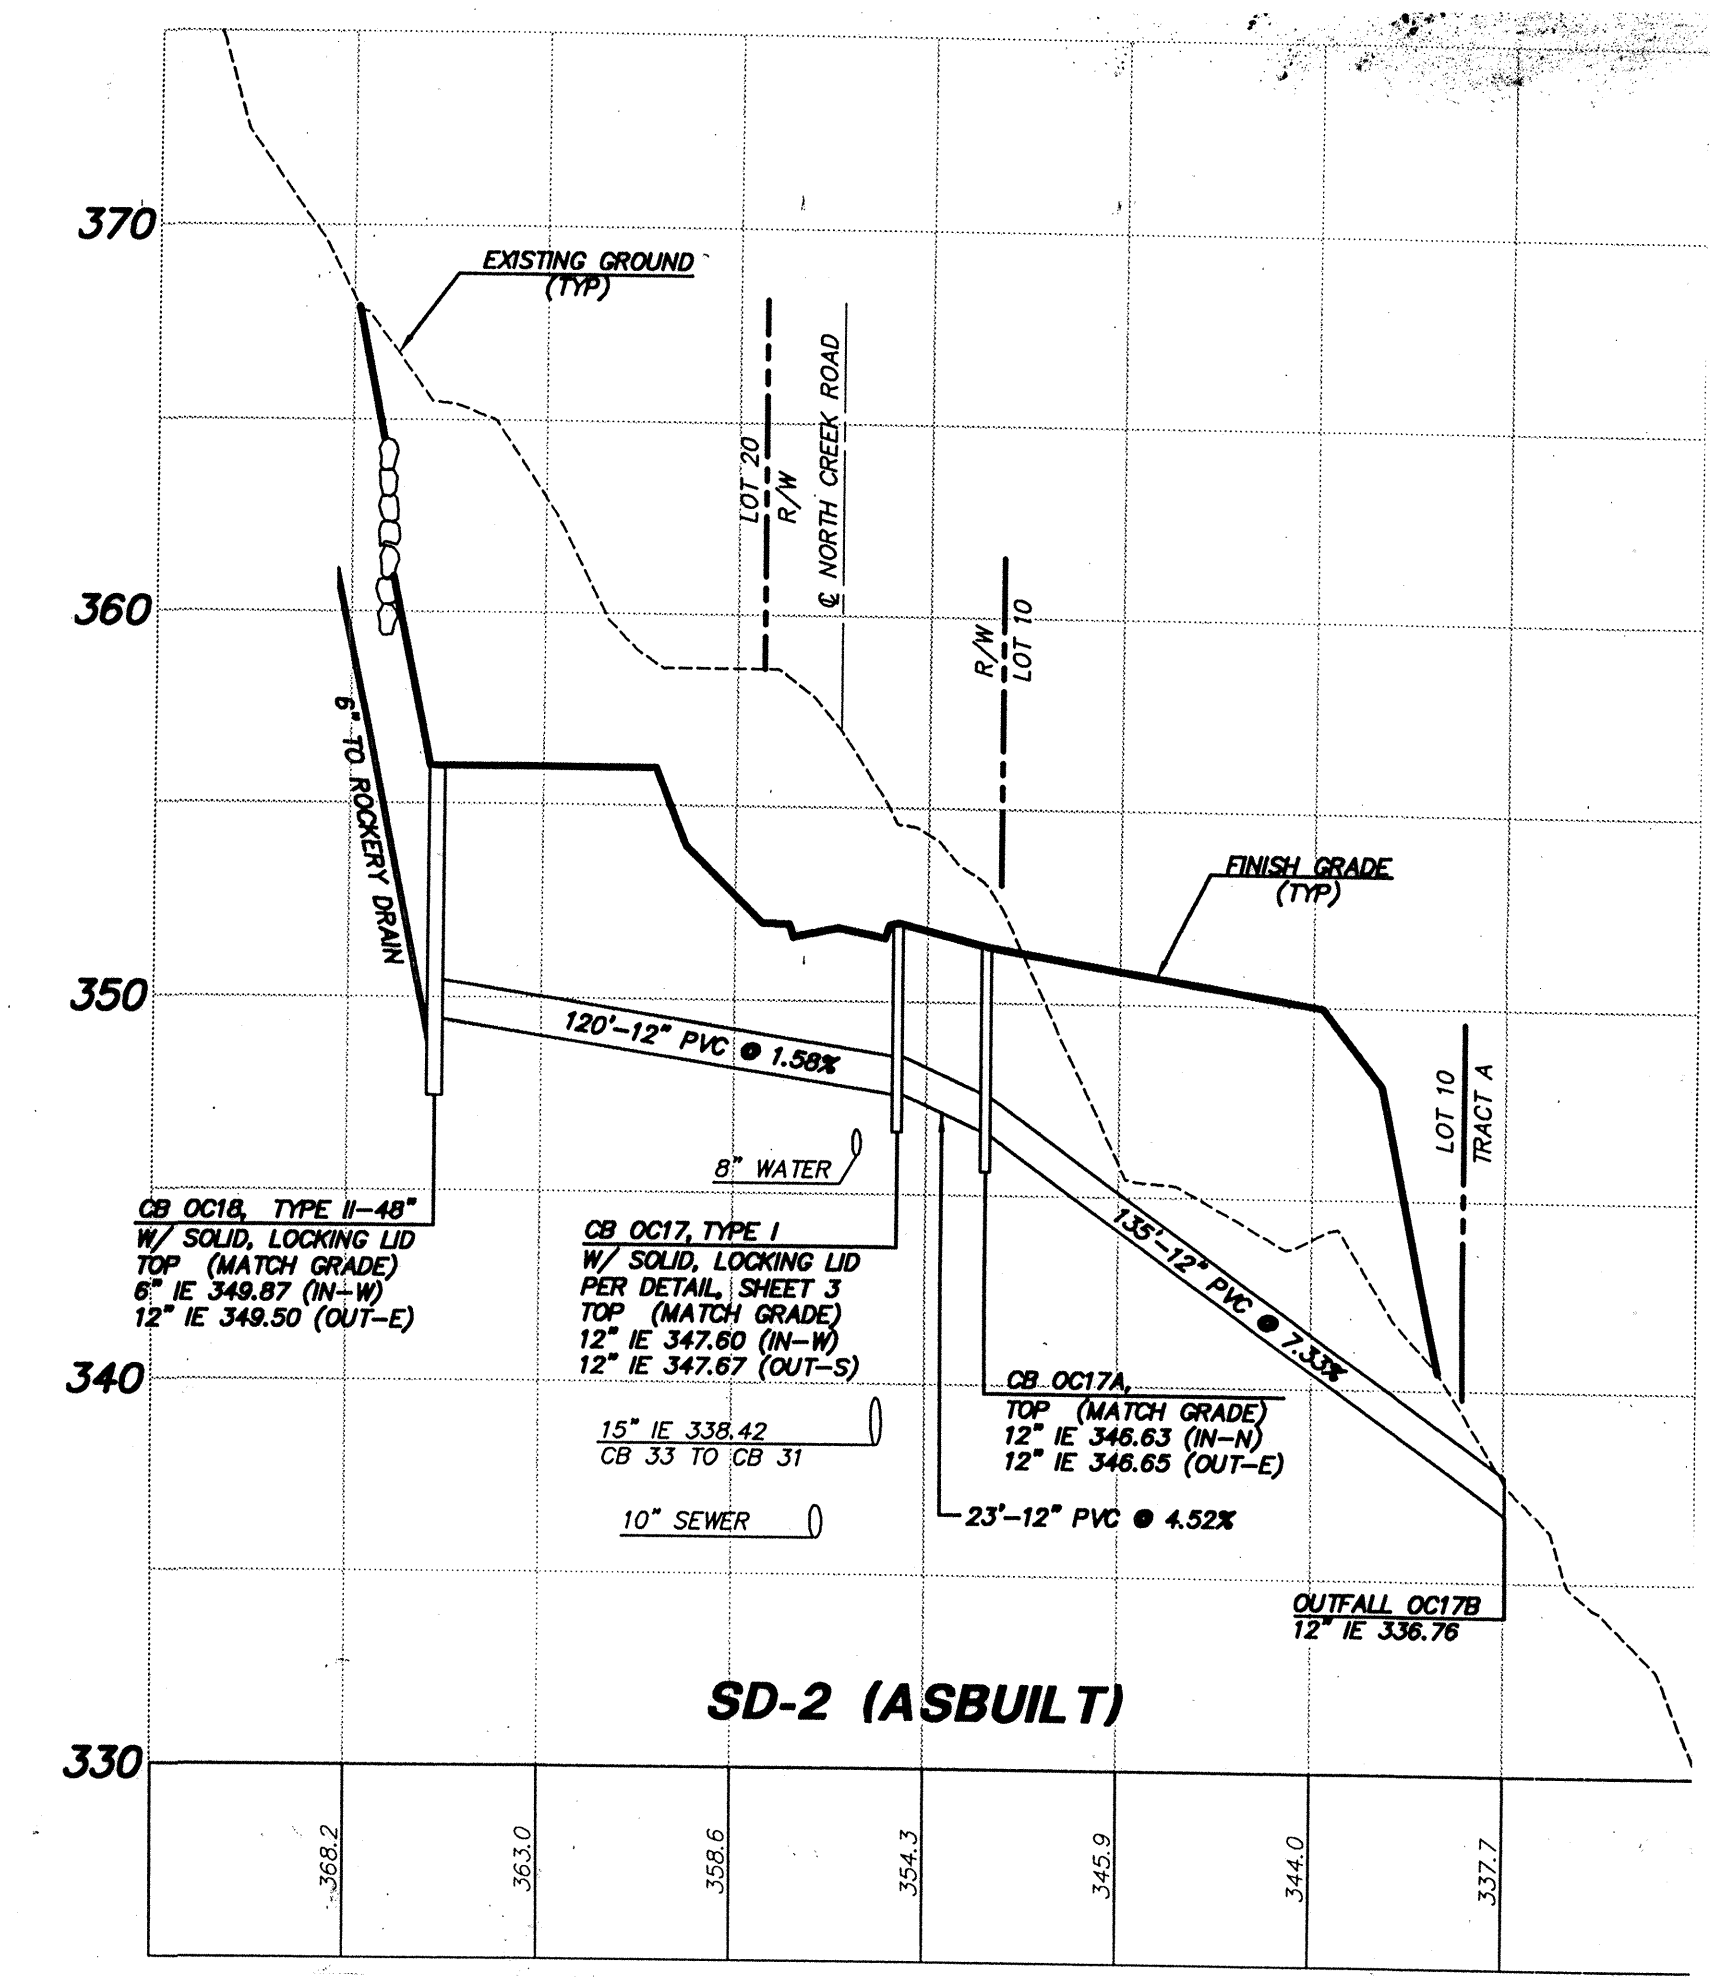 370
EXISTING GROUND
(TYP)
LOT 20
R/W
℄ NORTH CREEK ROAD
360
R/W
LOT 10
6" TO ROCKERY DRAIN
FINISH GRADE
(TYP)
350
120'-12" PVC @ 1.58%
LOT 10
TRACT A
8" WATER
CB OC18, TYPE II-48"
W/ SOLID, LOCKING LID
TOP (MATCH GRADE)
6" IE 349.87 (IN-W)
12" IE 349.50 (OUT-E)
CB OC17, TYPE I
W/ SOLID, LOCKING LID
PER DETAIL, SHEET 3
TOP (MATCH GRADE)
12" IE 347.60 (IN-W)
12" IE 347.67 (OUT-S)
135'-12" PVC @ 7.33%
340
CB OC17A,
TOP (MATCH GRADE)
12" IE 346.63 (IN-N)
12" IE 346.65 (OUT-E)
15" IE 338.42
CB 33 TO CB 31
10" SEWER
23'-12" PVC @ 4.52%
OUTFALL OC17B
12" IE 336.76
SD-2 (ASBUILT)
330
368.2
363.0
358.6
354.3
345.9
344.0
337.7